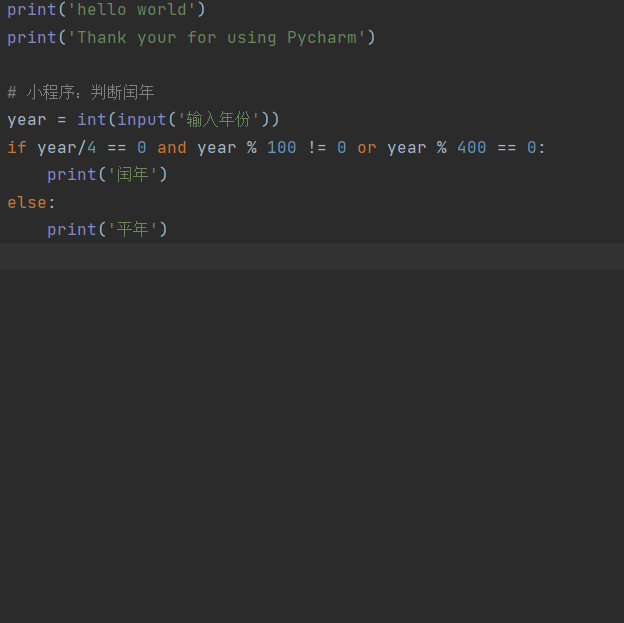 print('hello world')
print('Thank your for using Pycharm')
# 小程序：判断闰年
year = int(input('输入年份'))
if year/4 == 0 and year % 100 != 0 or year % 400 == 0:
    print('闰年')
else:
    print('平年')